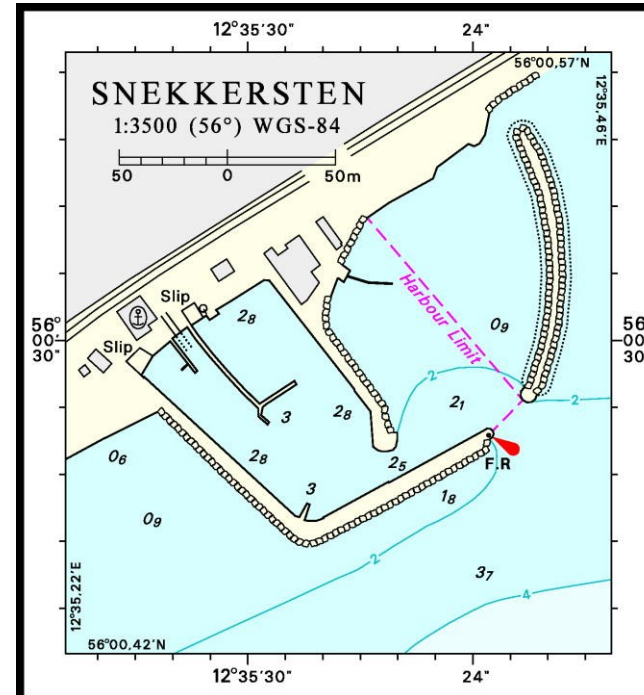 12°35'30" 24"
56°00,57'N
12°35,46'E
SNEKKERSTEN
1:3500 (56°) WGS-84
50 0 50m
Slip
Slip
Harbour Limit
56°
00'
30"
56°
00'
30"
2₈
0₉
2
2₁
2
3
2₈
2₈
2₅
F.R
0₆
3
1₈
0₉
2
3₇
4
12°35,22'E
56°00,42'N
12°35'30" 24"